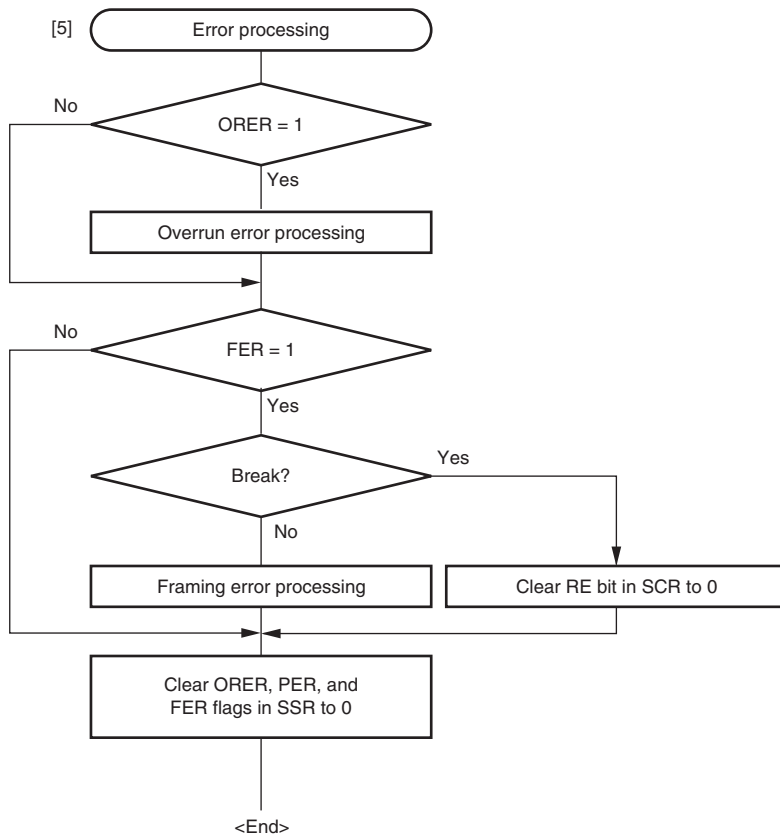 [5]
Error processing
No
ORER = 1
Yes
Overrun error processing
No
FER = 1
Yes
Break?
Yes
No
Framing error processing
Clear RE bit in SCR to 0
Clear ORER, PER, and
FER flags in SSR to 0
<End>